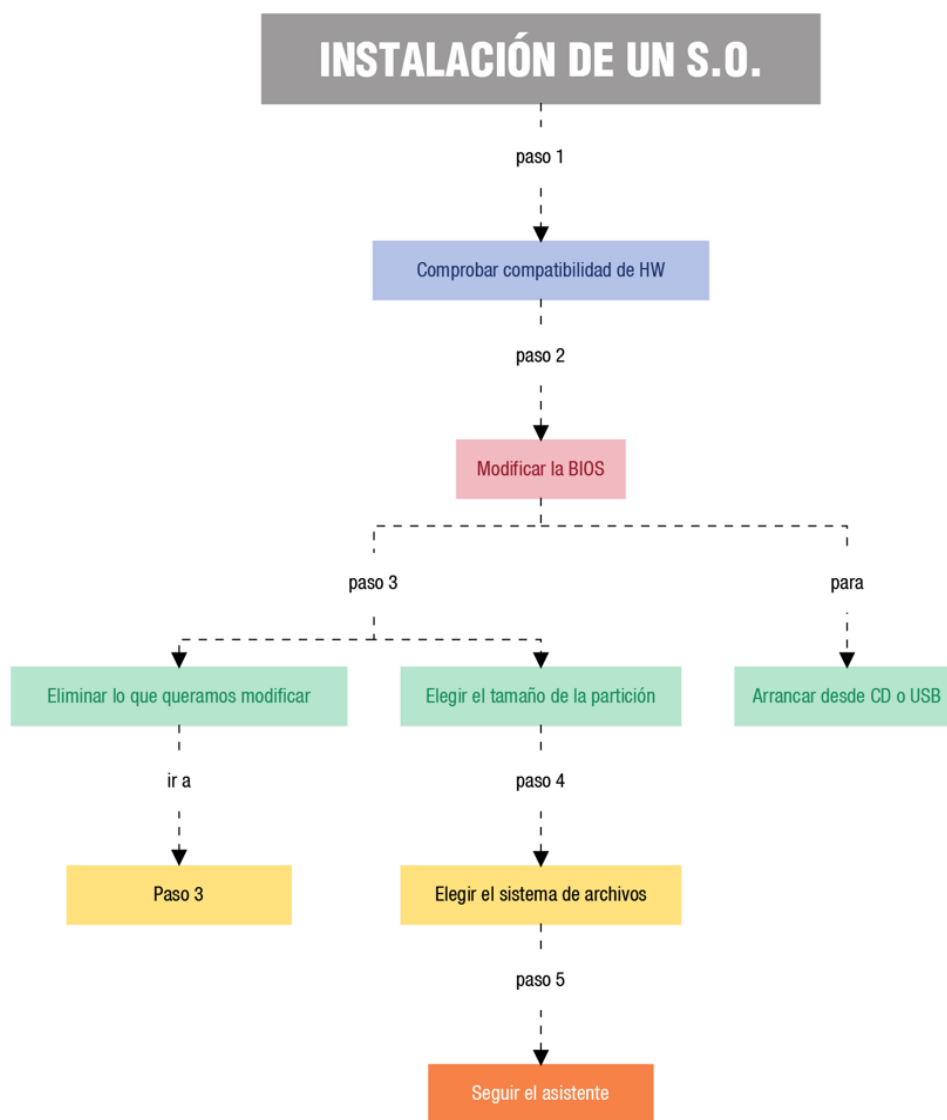 INSTALACIÓN DE UN S.O.
paso 1
Comprobar compatibilidad de HW
paso 2
Modificar la BIOS
paso 3
para
Eliminar lo que queramos modificar
Elegir el tamaño de la partición
Arrancar desde CD o USB
ir a
paso 4
Paso 3
Elegir el sistema de archivos
paso 5
Seguir el asistente